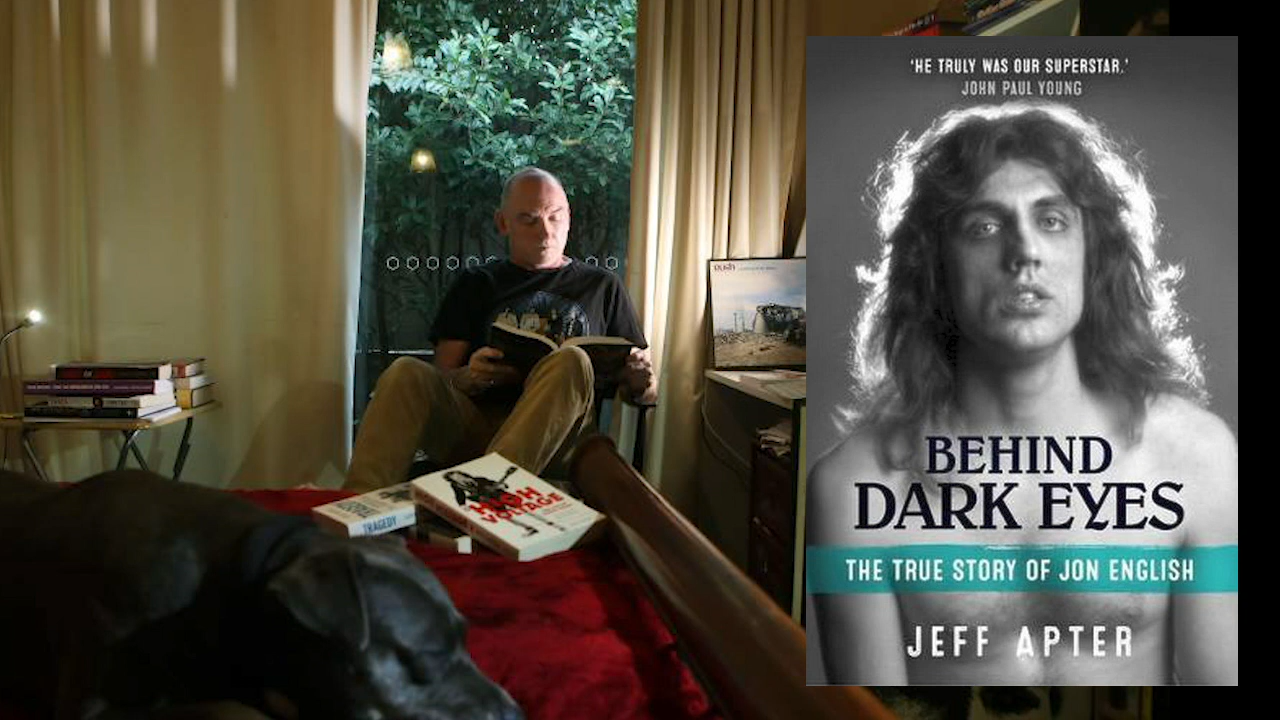 'HE TRULY WAS OUR SUPERSTAR.'
JOHN PAUL YOUNG
BEHIND
DARK EYES
THE TRUE STORY OF JON ENGLISH
JEFF APTER
HIGH
VOLTAGE
TRAGEDY